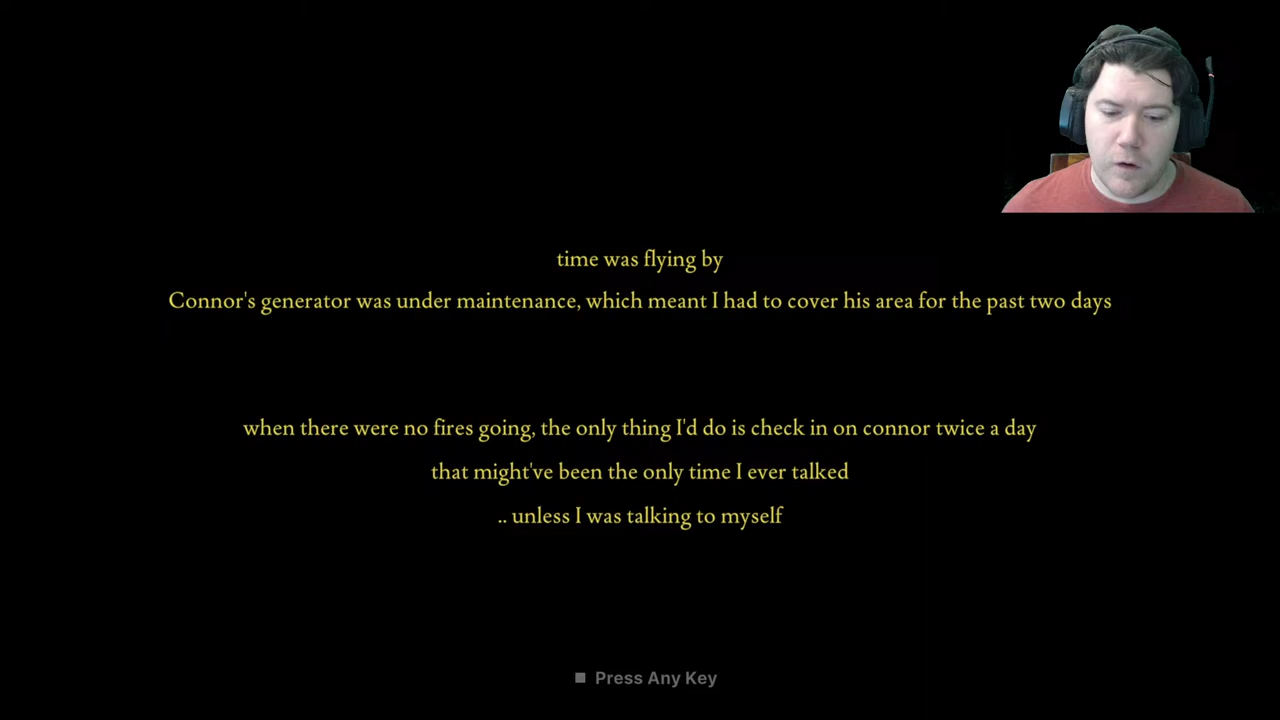 time was flying by
Connor's generator was under maintenance, which meant I had to cover his area for the past two days
when there were no fires going, the only thing I'd do is check in on connor twice a day
that might've been the only time I ever talked
.. unless I was talking to myself
Press Any Key